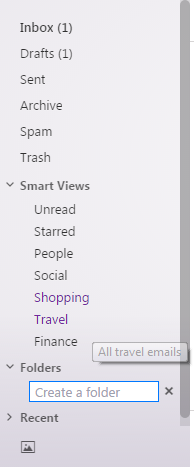 Inbox (1)
Drafts (1)
Sent
Archive
Spam
Trash
Smart Views
Unread
Starred
People
Social
Shopping
Travel
Finance
All travel emails
Folders
Create a folder
Recent